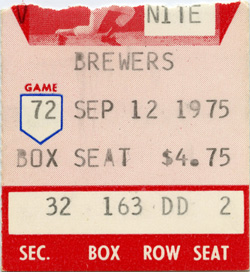 NITE
BREWERS
GAME
72 SEP 12 1975
BOX SEAT $4.75
32 163 DD 2
SEC. BOX ROW SEAT